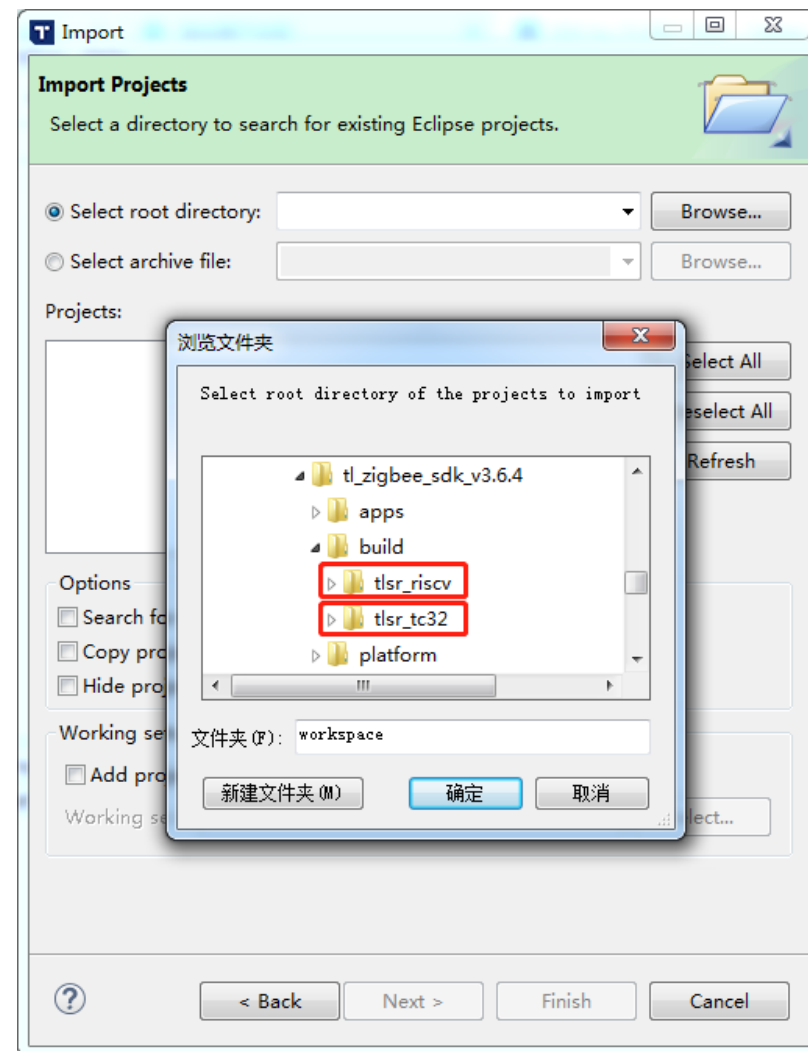 Import
Import Projects
Select a directory to search for existing Eclipse projects.
Select root directory:
Browse...
Select archive file:
Browse...
Projects:
浏览文件夹
Select root directory of the projects to import
Select All
eselect All
Refresh
tl_zigbee_sdk_v3.6.4
apps
build
tlsr_riscv
tlsr_tc32
platform
Options
Search fo
Copy pro
Hide proj
文件夹(F): workspace
新建文件夹(M) 确定 取消
Working se
Add pro
Working se
lect...
< Back Next > Finish Cancel